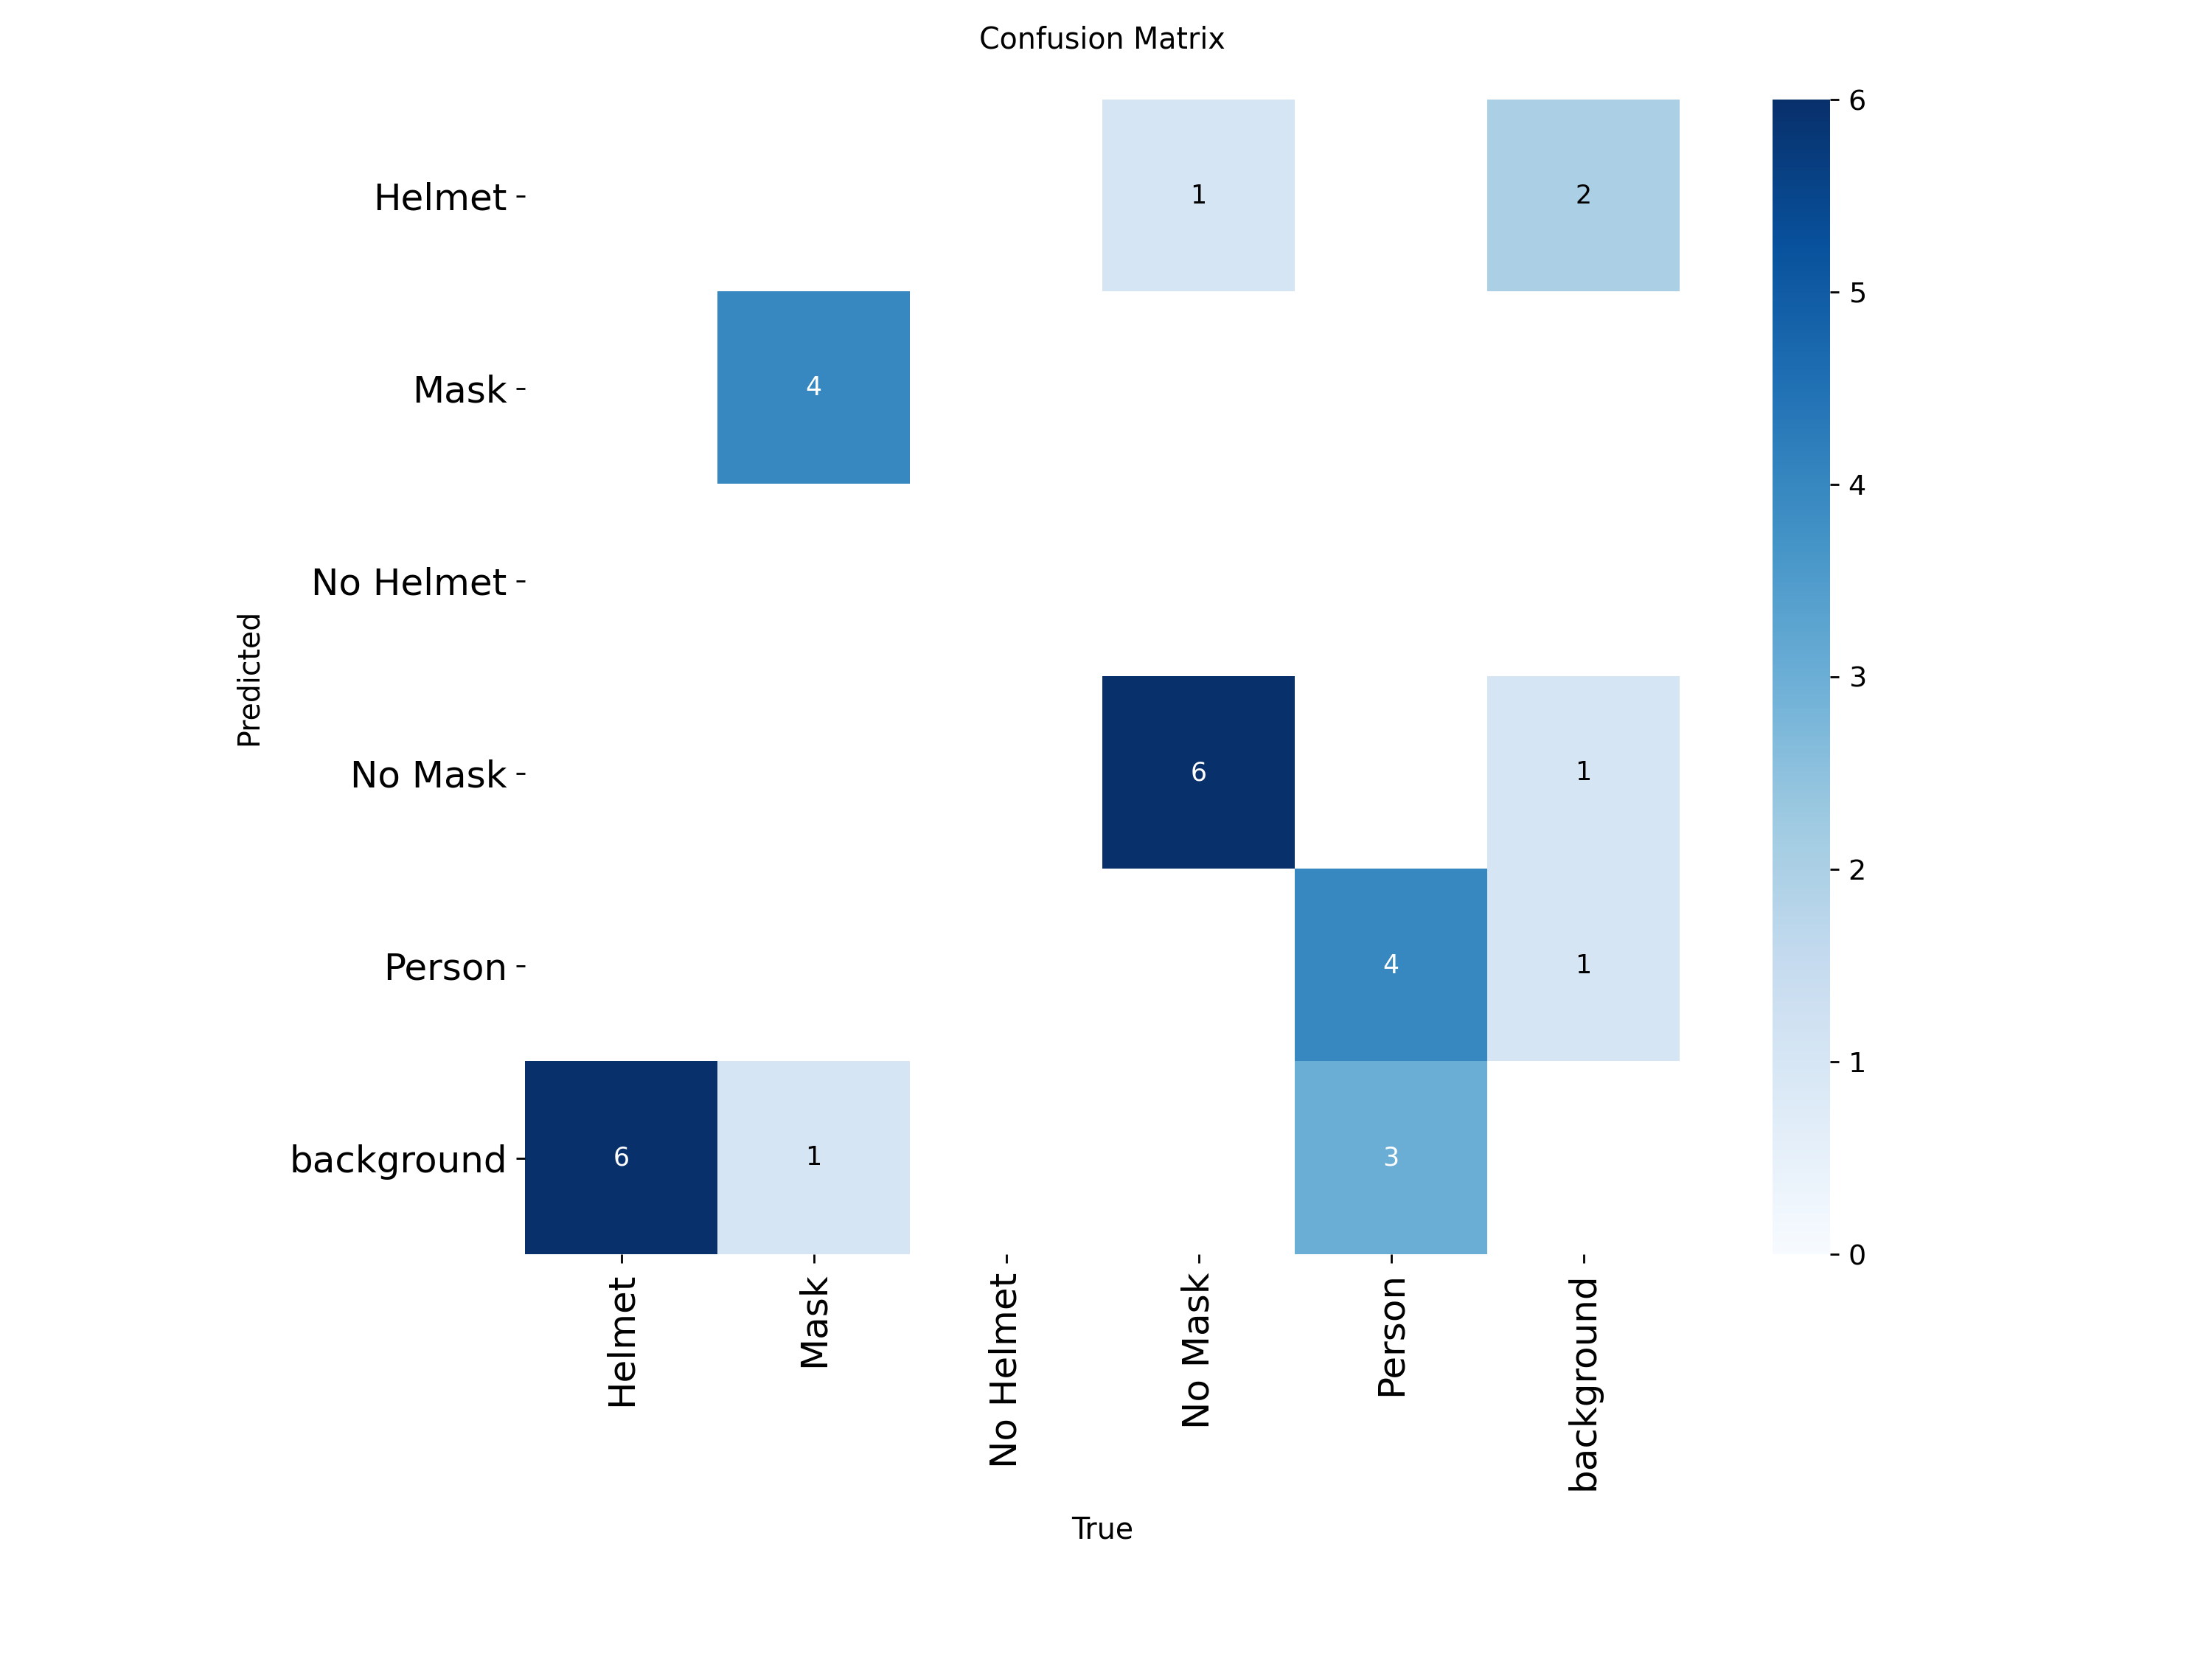 Confusion Matrix
Helmet
Mask
No Helmet
No Mask
Person
background
Predicted
1
2
4
6
1
4
1
6
1
3
6
5
4
3
2
1
0
Helmet
Mask
No Helmet
No Mask
Person
background
True